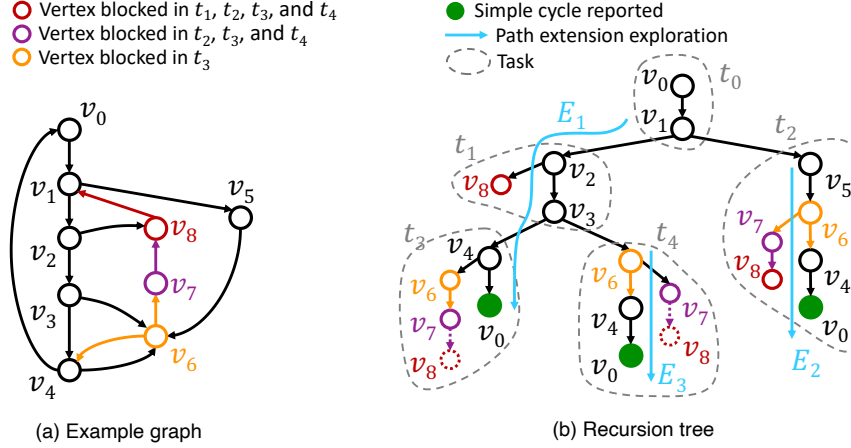 Vertex blocked in t₁, t₂, t₃, and t₄
Vertex blocked in t₂, t₃, and t₄
Vertex blocked in t₃
Simple cycle reported
Path extension exploration
Task
v₀
v₁
v₅
v₈
v₂
v₇
v₃
v₆
v₄
(a) Example graph
v₀
t₀
v₁
E₁
t₁
t₂
v₈
v₂
v₅
v₃
v₇
v₆
t₃
v₄
t₄
v₈
v₄
v₆
v₆
v₇
v₇
v₀
v₄
v₀
v₈
v₀
v₈
E₃
E₂
(b) Recursion tree